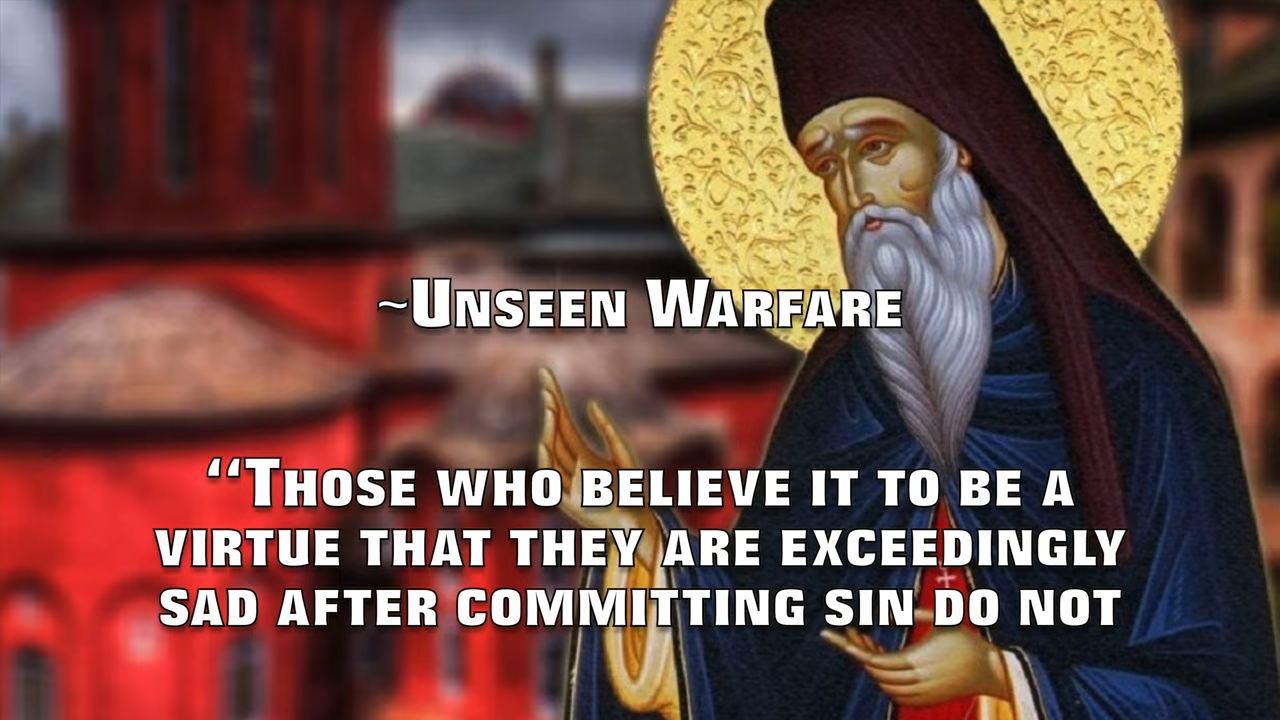 ~Unseen Warfare
“Those who believe it to be a
virtue that they are exceedingly
sad after committing sin do not